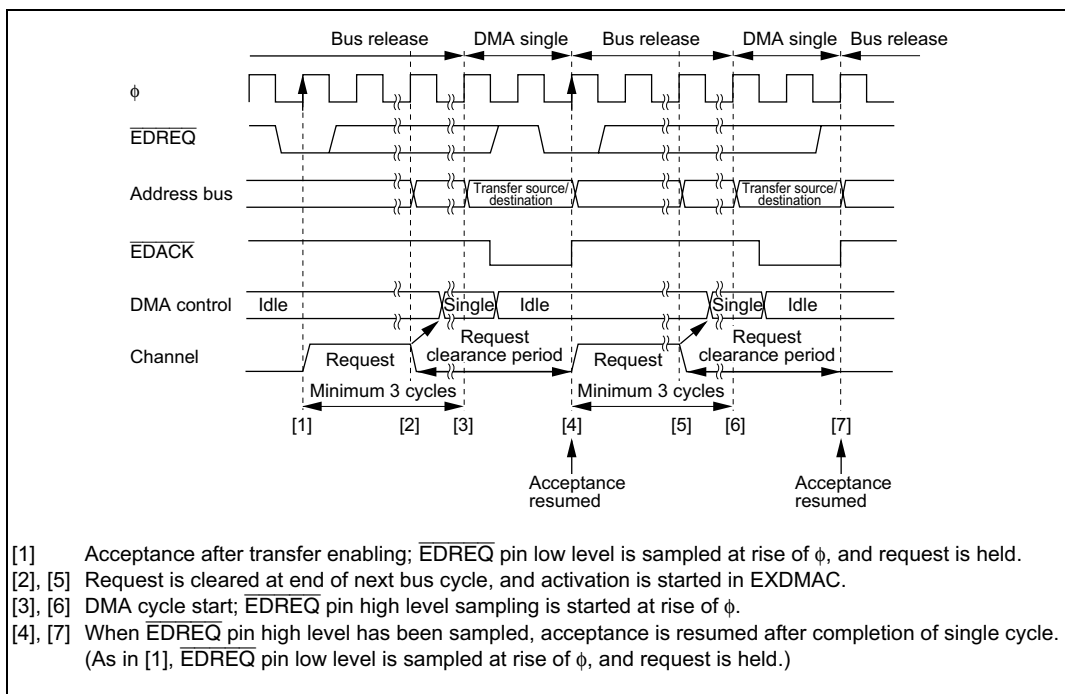 Bus release DMA single Bus release DMA single Bus release
ϕ
EDREQ
Address bus Transfer source/ destination Transfer source/ destination
EDACK
DMA control Idle Single Idle Single Idle
Channel Request Request clearance period Request Request clearance period
Minimum 3 cycles Minimum 3 cycles
[1] [2] [3] [4] [5] [6] [7]
Acceptance resumed Acceptance resumed
[1] Acceptance after transfer enabling; EDREQ pin low level is sampled at rise of ϕ, and request is held.
[2], [5] Request is cleared at end of next bus cycle, and activation is started in EXDMAC.
[3], [6] DMA cycle start; EDREQ pin high level sampling is started at rise of ϕ.
[4], [7] When EDREQ pin high level has been sampled, acceptance is resumed after completion of single cycle.
(As in [1], EDREQ pin low level is sampled at rise of ϕ, and request is held.)